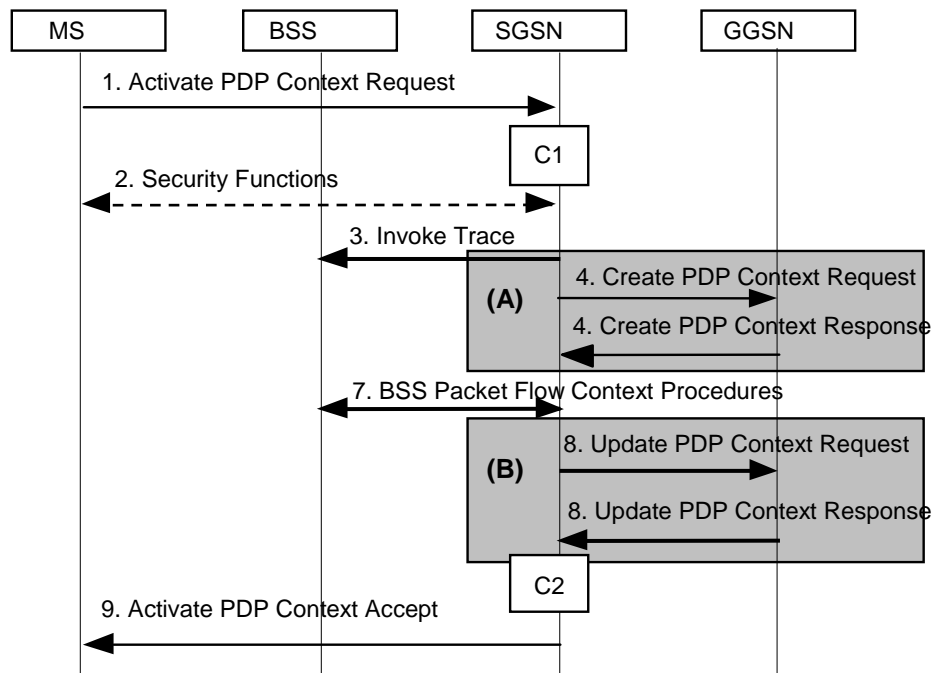 MS
BSS
SGSN
GGSN
1. Activate PDP Context Request
C1
2. Security Functions
3. Invoke Trace
(A)
4. Create PDP Context Request
4. Create PDP Context Response
7. BSS Packet Flow Context Procedures
(B)
8. Update PDP Context Request
8. Update PDP Context Response
C2
9. Activate PDP Context Accept